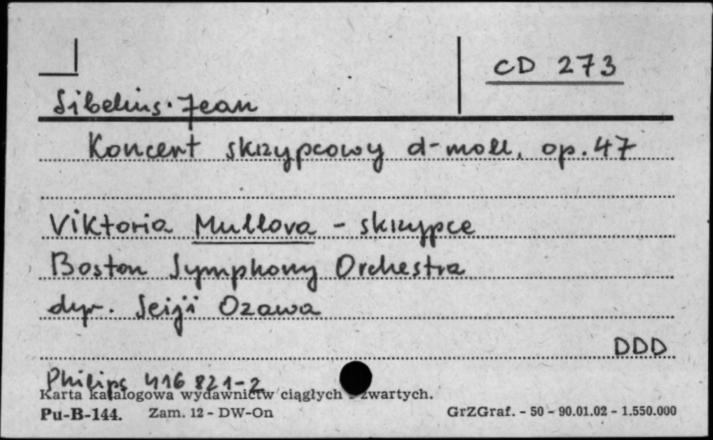 CD 273
Sibelius Jean
Koncert skrzypcowy d-moll, op. 47
Viktoria Mullova - skrzypce
Boston Symphony Orchestra
dyr. Seiji Ozawa
DDD
Philips 416 821-2
Karta katalogowa wydawnictw ciągłych zwartych.
Pu-B-144. Zam. 12 - DW-On GrZGraf. - 50 - 90.01.02 - 1.550.000